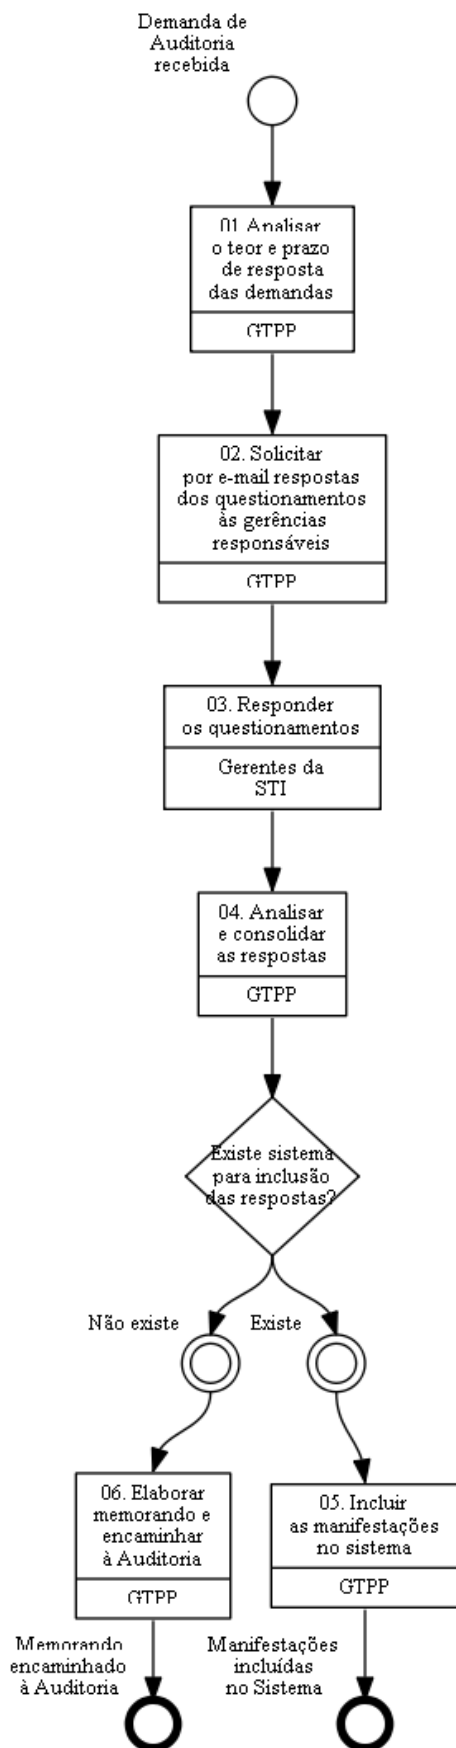 Demanda de
Auditoria
recebida
01 Analisar
o teor e prazo
de resposta
das demandas
GTPP
02. Solicitar
por e-mail respostas
dos questionamentos
às gerências
responsáveis
GTPP
03. Responder
os questionamentos
Gerentes da
STI
04. Analisar
e consolidar
as respostas
GTPP
Existe sistema
para inclusão
das respostas?
Não existe
Existe
06. Elaborar
memorando e
encaminhar
à Auditoria
GTPP
05. Incluir
as manifestações
no sistema
GTPP
Memorando
encaminhado
à Auditoria
Manifestações
incluídas
no Sistema